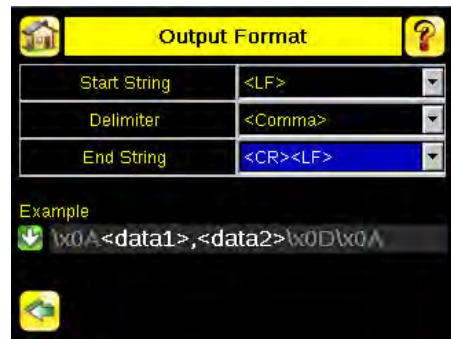 Output Format ?
Start String <LF>
Delimiter <Comma>
End String <CR><LF>
Example
\x0A<data1>,<data2>\x0D\x0A